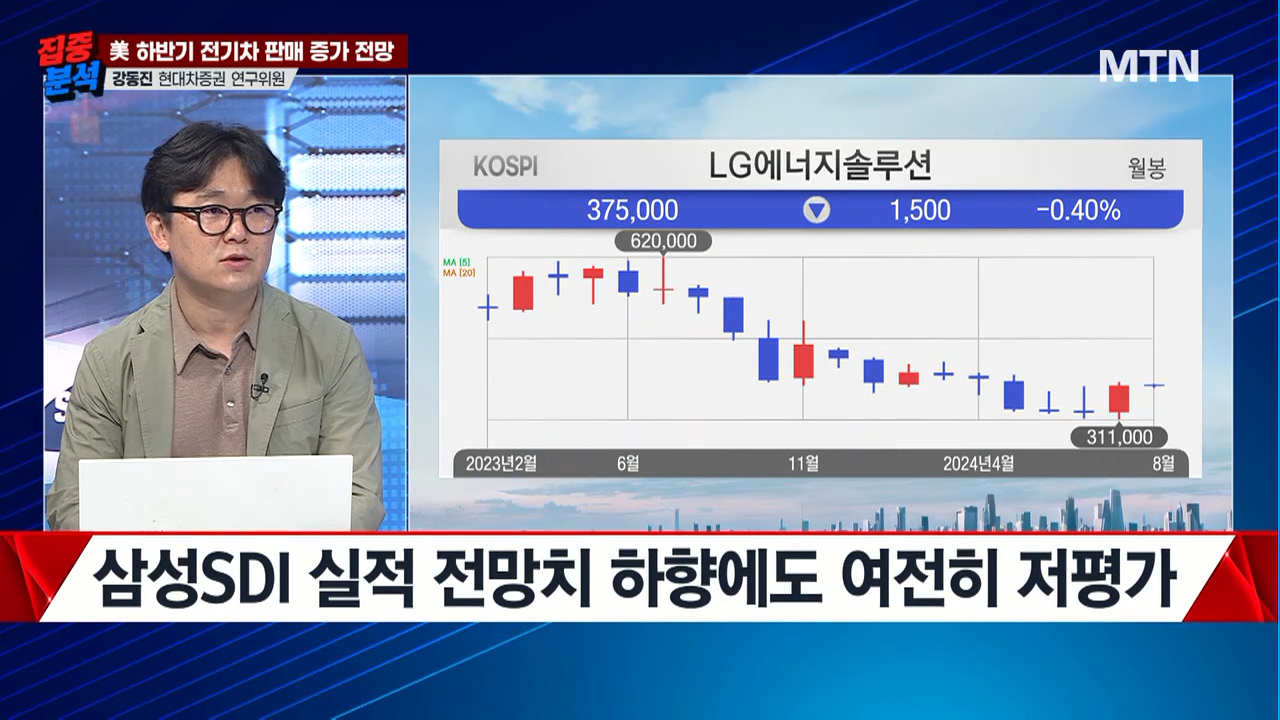 집중
분석
美 하반기 전기차 판매 증가 전망
강동진 현대차증권 연구위원
MTN
KOSPI
LG에너지솔루션
월봉
375,000 ▼ 1,500 -0.40%
620,000
MA [5]
MA [20]
311,000
2023년2월 6월 11월 2024년4월 8월
삼성SDI 실적 전망치 하향에도 여전히 저평가